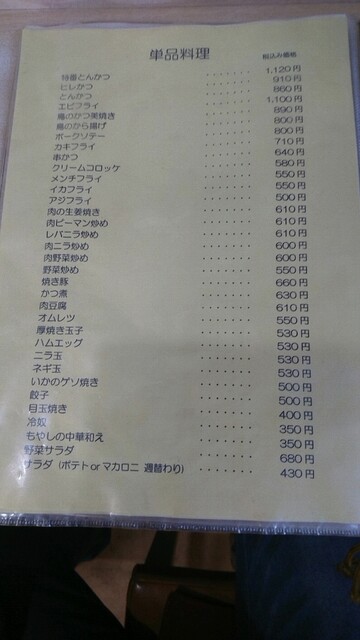 単品料理 税込み価格
特番とんかつ ・・・・・・・ 1,120円
ヒレかつ ・・・・・・・ 910円
とんかつ ・・・・・・・ 860円
エビフライ ・・・・・・・ 1,100円
鳥のかつ美焼き ・・・・・・・ 890円
鳥のから揚げ ・・・・・・・ 800円
ポークソテー ・・・・・・・ 800円
カキフライ ・・・・・・・ 710円
串かつ ・・・・・・・ 640円
クリームコロッケ ・・・・・・・ 580円
メンチフライ ・・・・・・・ 550円
イカフライ ・・・・・・・ 550円
アジフライ ・・・・・・・ 500円
肉の生姜焼き ・・・・・・・ 610円
肉ピーマン炒め ・・・・・・・ 610円
レバニラ炒め ・・・・・・・ 610円
肉ニラ炒め ・・・・・・・ 600円
肉野菜炒め ・・・・・・・ 600円
野菜炒め ・・・・・・・ 550円
焼き豚 ・・・・・・・ 660円
かつ煮 ・・・・・・・ 630円
肉豆腐 ・・・・・・・ 610円
オムレツ ・・・・・・・ 550円
厚焼き玉子 ・・・・・・・ 530円
ハムエッグ ・・・・・・・ 530円
ニラ玉 ・・・・・・・ 530円
ネギ玉 ・・・・・・・ 530円
いかのゲソ焼き ・・・・・・・ 500円
餃子 ・・・・・・・ 500円
目玉焼き ・・・・・・・ 400円
冷奴 ・・・・・・・ 350円
もやしの中華和え ・・・・・・・ 350円
野菜サラダ ・・・・・・・ 680円
サラダ (ポテトorマカロニ 週替わり) ・・・・・・・ 430円